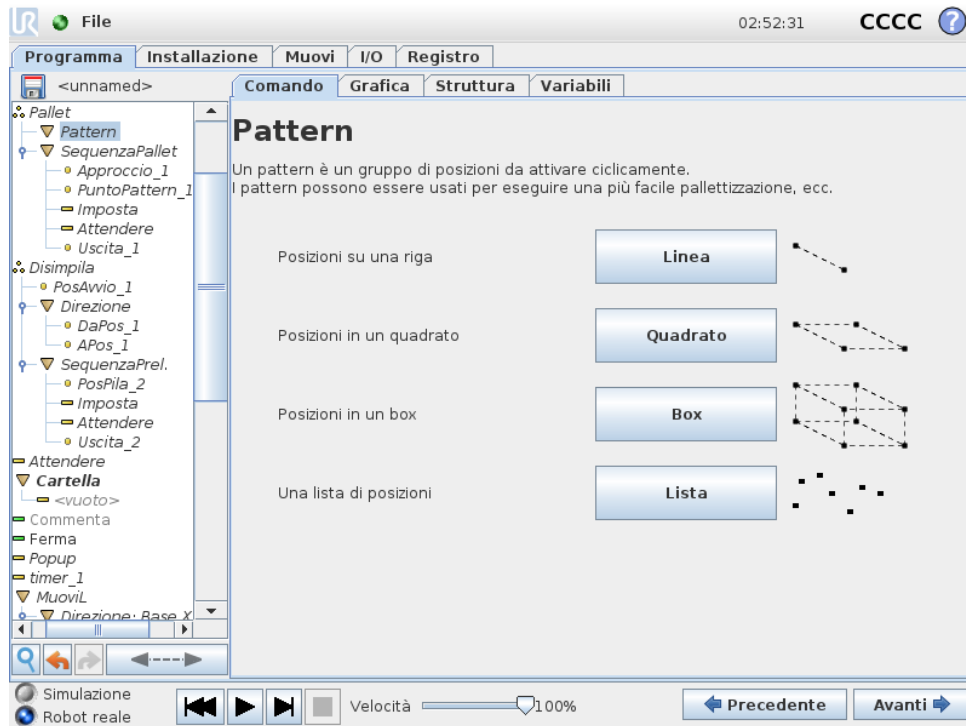 UR File 02:52:31 CCCC ?
Programma Installazione Muovi I/O Registro
<unnamed> Comando Grafica Struttura Variabili
Pallet
Pattern
SequenzaPallet
Approccio_1
PuntoPattern_1
Imposta
Attendere
Uscita_1
Disimpila
PosAvvio_1
Direzione
DaPos_1
APos_1
SequenzaPrel.
PosPila_2
Imposta
Attendere
Uscita_2
Attendere
Cartella
<vuoto>
Commenta
Ferma
Popup
timer_1
MuoviL
Direzione: Base X
Pattern
Un pattern è un gruppo di posizioni da attivare ciclicamente.
I pattern possono essere usati per eseguire una più facile pallettizzazione, ecc.
Posizioni su una riga Linea
Posizioni in un quadrato Quadrato
Posizioni in un box Box
Una lista di posizioni Lista
Simulazione
Robot reale
Velocità 100% Precedente Avanti